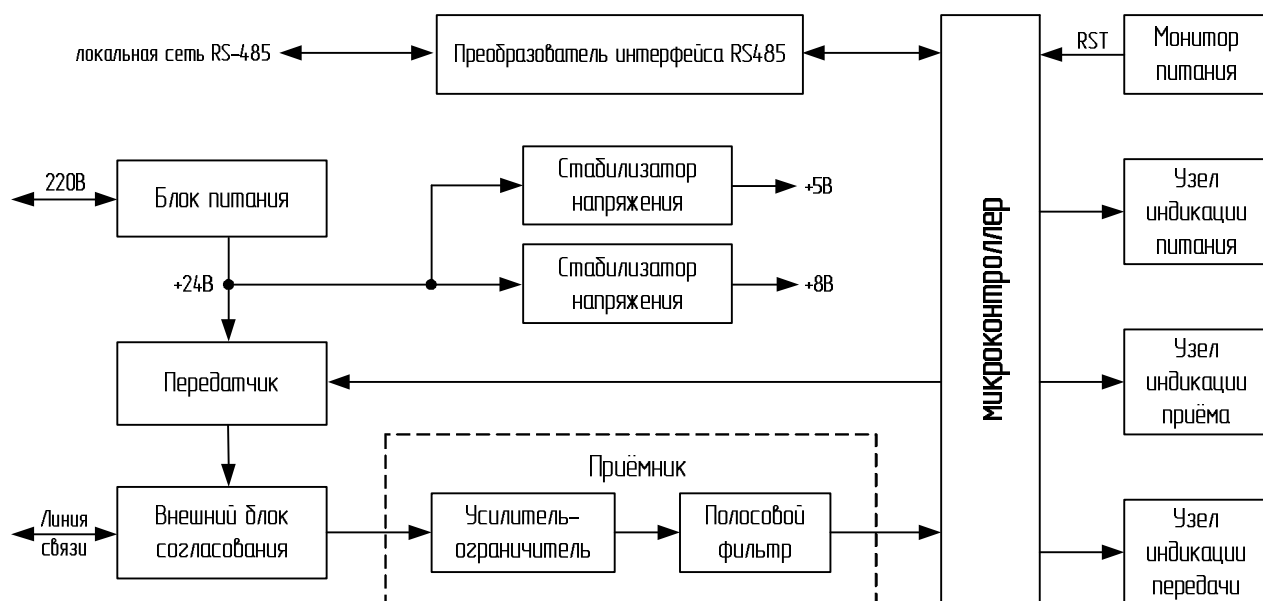 локальная сеть RS-485
Преобразователь интерфейса RS485
RST
Монитор
питания
220В
Блок питания
Стабилизатор
напряжения
+5В
Узел
индикации
питания
+24В
Стабилизатор
напряжения
+8В
микроконтроллер
Передатчик
Узел
индикации
приёма
Приёмник
Линия
связи
Внешний блок
согласования
Усилитель-
ограничитель
Полосовой
фильтр
Узел
индикации
передачи